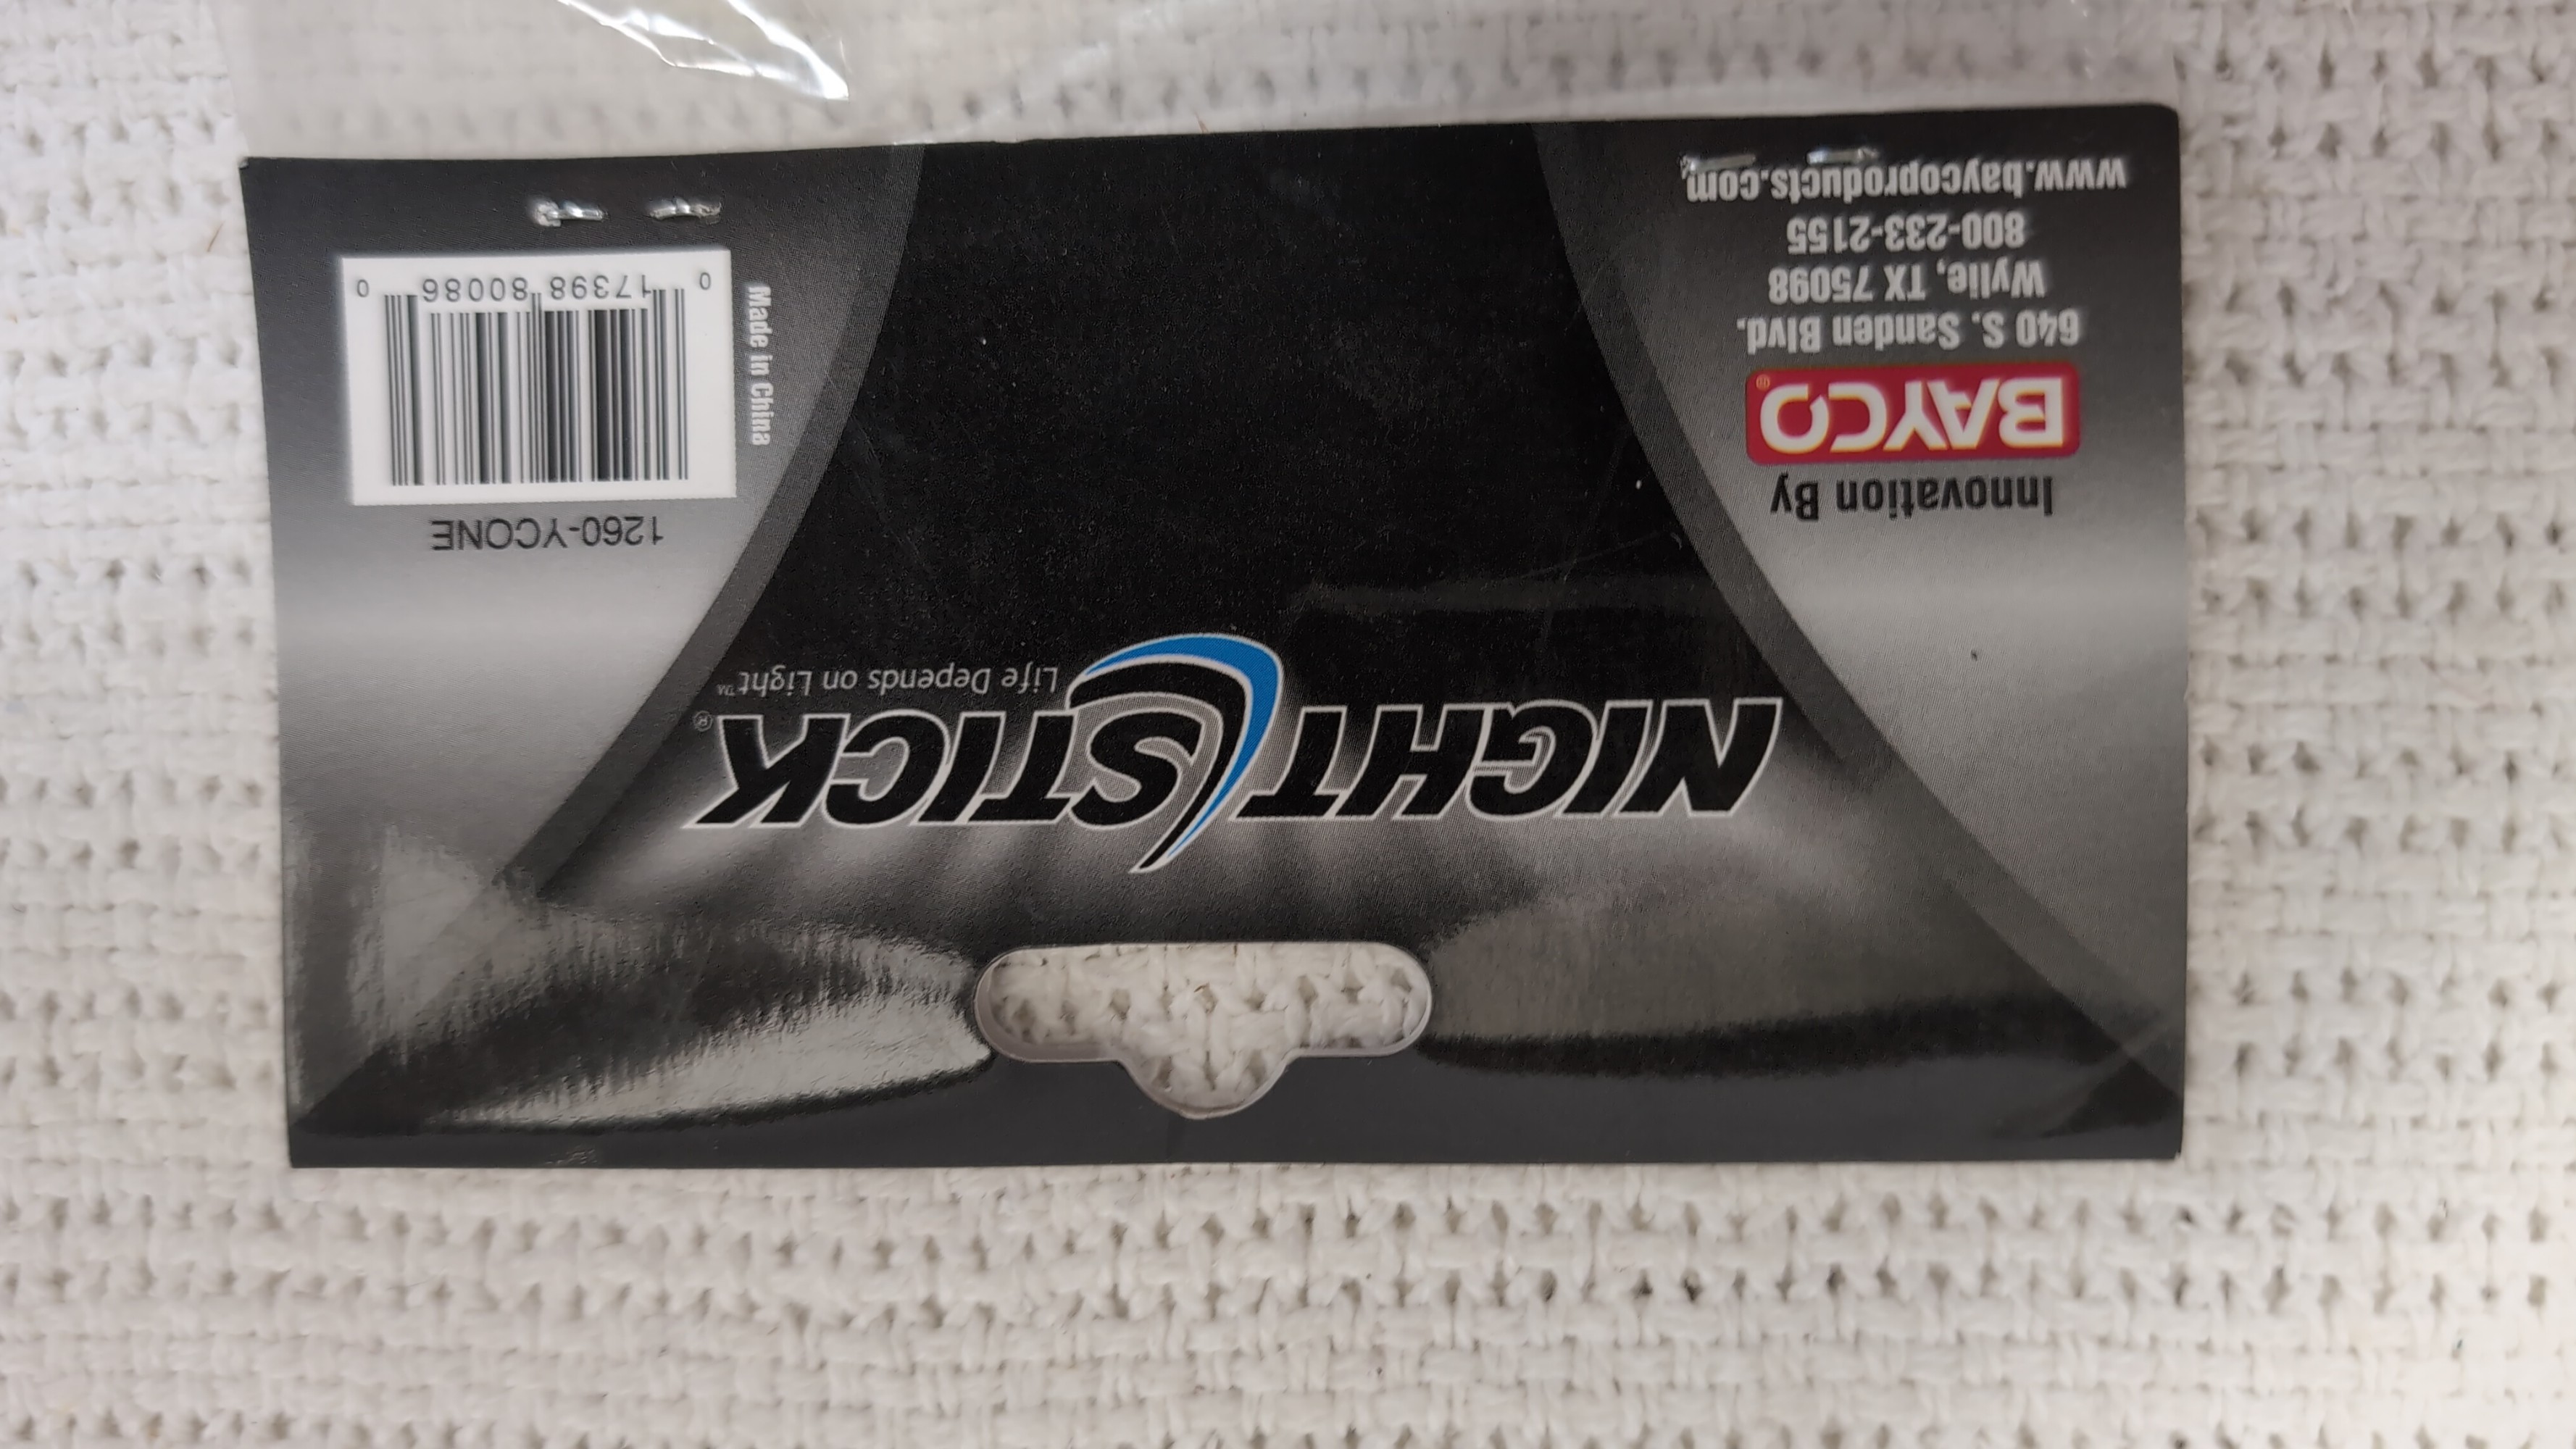 NIGHTSTICK®
Life Depends on Light™
Innovation By
BAYCO®
640 S. Sanden Blvd.
Wylie, TX 75098
800-233-2155
www.baycoproducts.com
1260-YCONE
Made in China
0 17398 80086 0